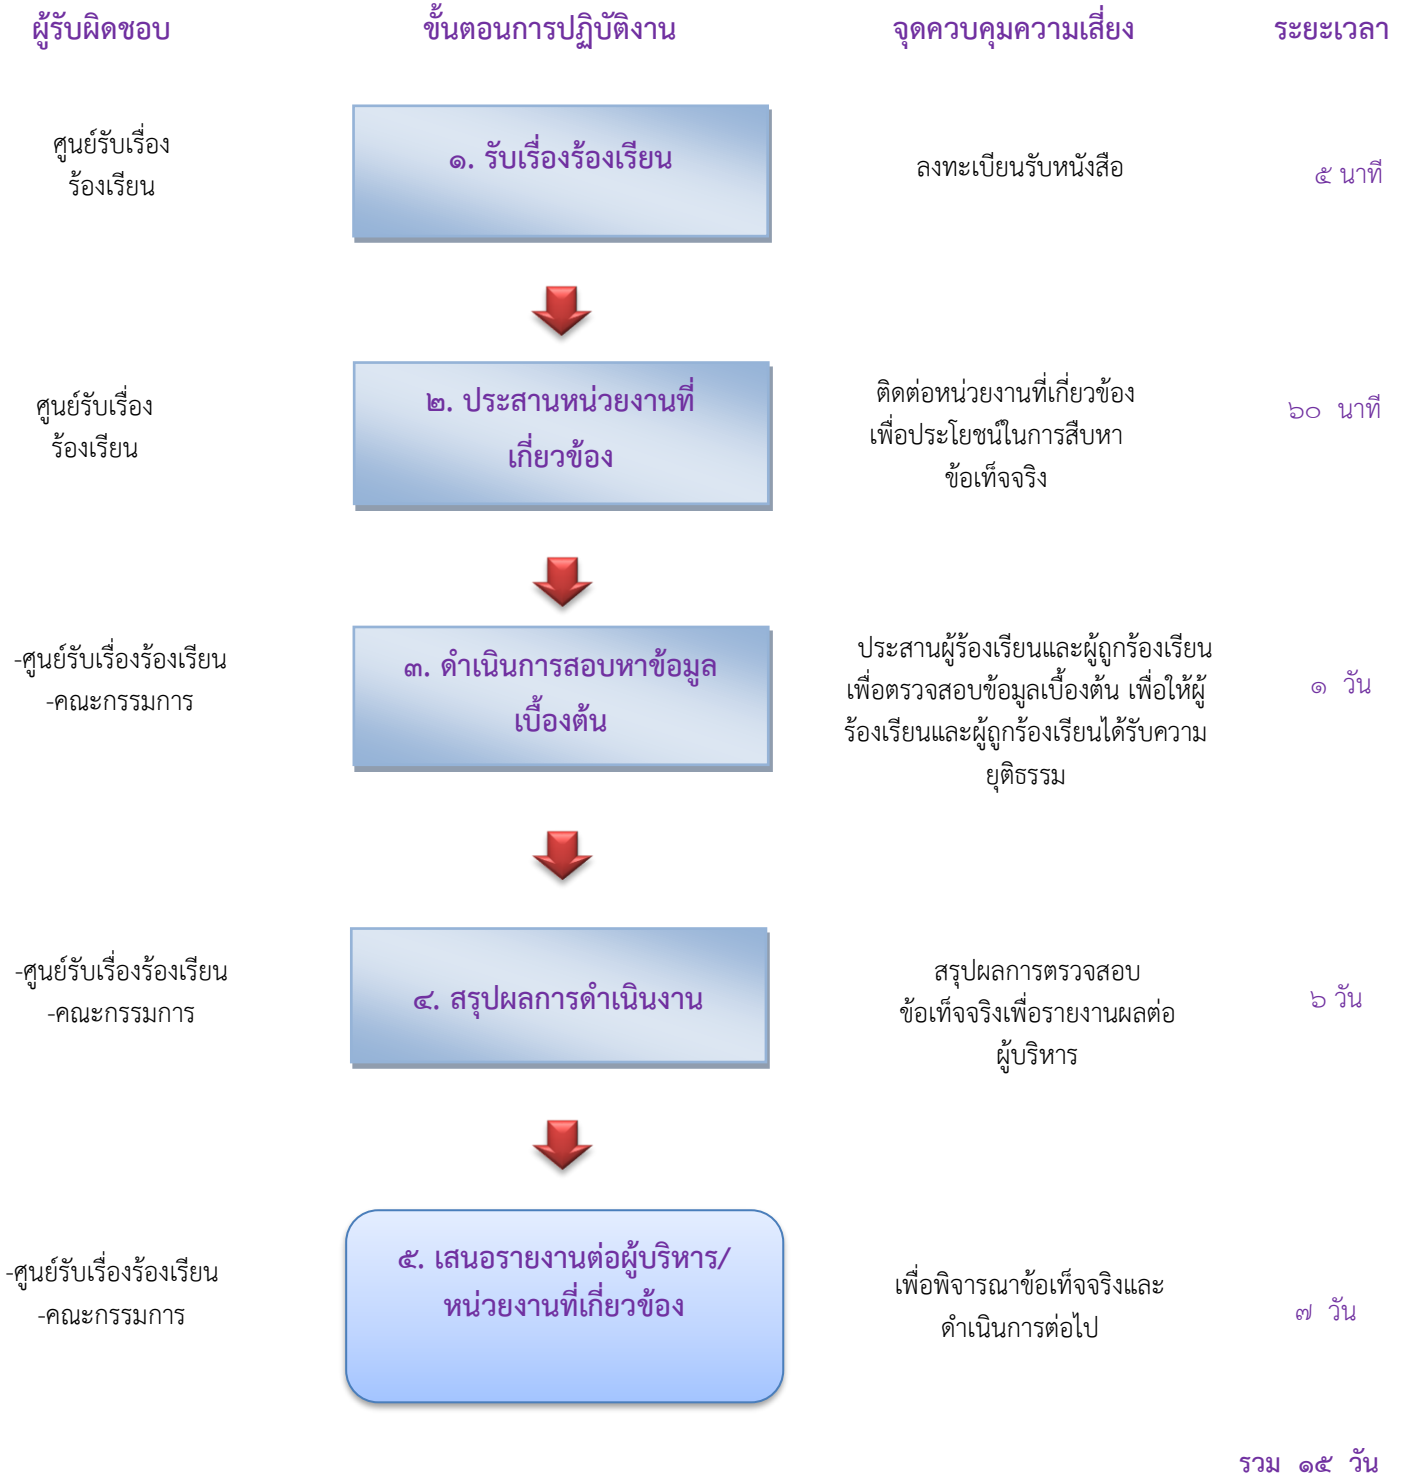 ผู้รับผิดชอบ ขั้นตอนการปฏิบัติงาน จุดควบคุมความเสี่ยง ระยะเวลา
ศูนย์รับเรื่อง
ร้องเรียน
๑. รับเรื่องร้องเรียน
ลงทะเบียนรับหนังสือ
๕ นาที
ศูนย์รับเรื่อง
ร้องเรียน
๒. ประสานหน่วยงานที่
เกี่ยวข้อง
ติดต่อหน่วยงานที่เกี่ยวข้อง
เพื่อประโยชน์ในการสืบหา
ข้อเท็จจริง
๖๐ นาที
-ศูนย์รับเรื่องร้องเรียน
-คณะกรรมการ
๓. ดำเนินการสอบหาข้อมูล
เบื้องต้น
ประสานผู้ร้องเรียนและผู้ถูกร้องเรียน
เพื่อตรวจสอบข้อมูลเบื้องต้น เพื่อให้ผู้
ร้องเรียนและผู้ถูกร้องเรียนได้รับความ
ยุติธรรม
๑ วัน
-ศูนย์รับเรื่องร้องเรียน
-คณะกรรมการ
๔. สรุปผลการดำเนินงาน
สรุปผลการตรวจสอบ
ข้อเท็จจริงเพื่อรายงานผลต่อ
ผู้บริหาร
๖ วัน
-ศูนย์รับเรื่องร้องเรียน
-คณะกรรมการ
๕. เสนอรายงานต่อผู้บริหาร/
หน่วยงานที่เกี่ยวข้อง
เพื่อพิจารณาข้อเท็จจริงและ
ดำเนินการต่อไป
๗ วัน
รวม ๑๕ วัน